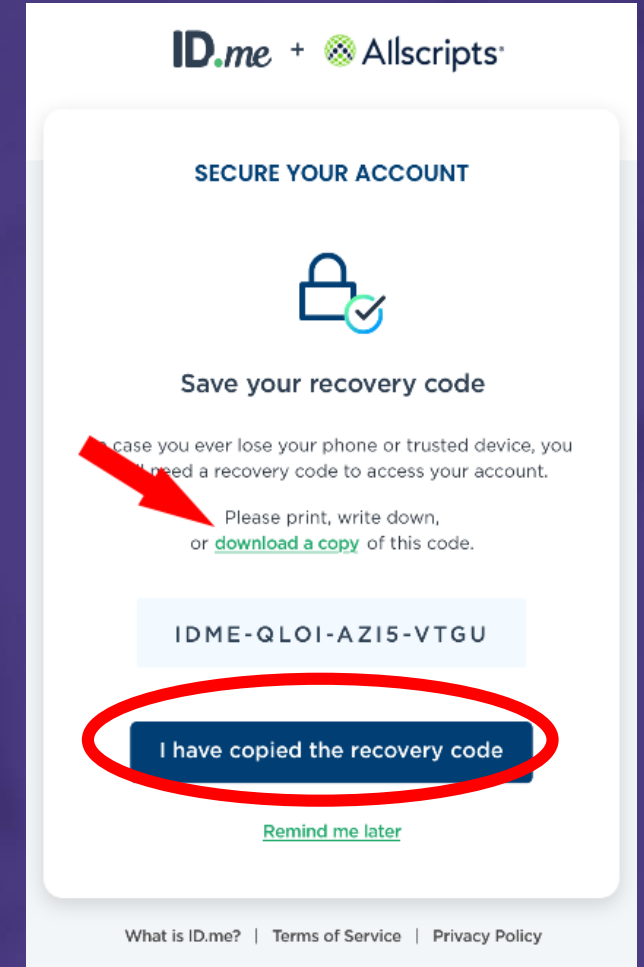 ID.me + Allscripts
SECURE YOUR ACCOUNT
Save your recovery code
case you ever lose your phone or trusted device, you
need a recovery code to access your account.
Please print, write down,
or download a copy of this code.
IDME-QLOI-AZI5-VTGU
I have copied the recovery code
Remind me later
What is ID.me? | Terms of Service | Privacy Policy